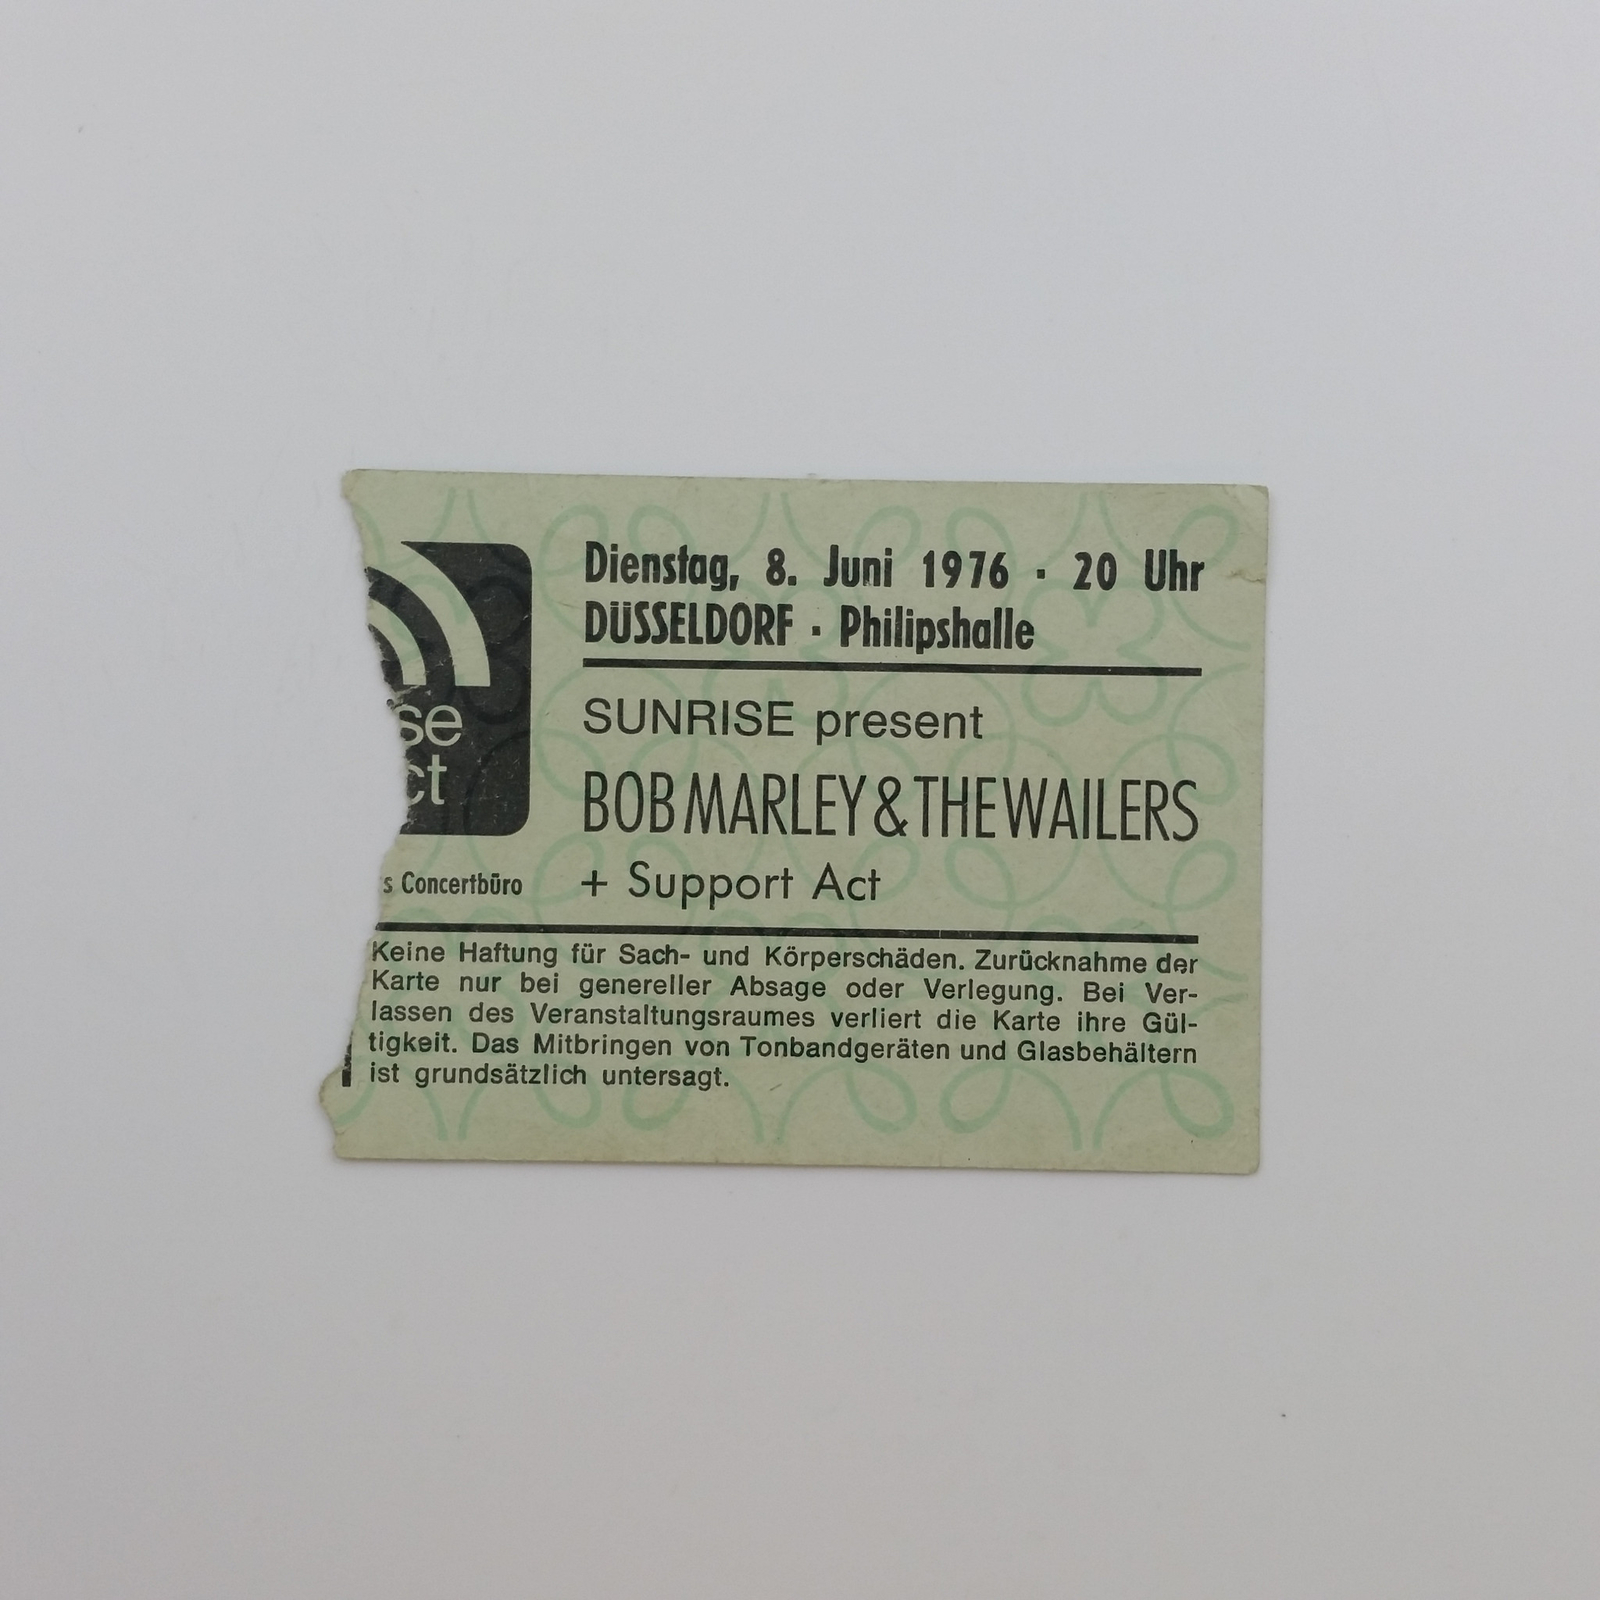 Dienstag, 8. Juni 1976 · 20 Uhr
DÜSSELDORF · Philipshalle
SUNRISE present
BOB MARLEY & THE WAILERS
+ Support Act
se
ct
s Concertbüro
Keine Haftung für Sach- und Körperschäden. Zurücknahme der
Karte nur bei genereller Absage oder Verlegung. Bei Ver-
lassen des Veranstaltungsraumes verliert die Karte ihre Gül-
tigkeit. Das Mitbringen von Tonbandgeräten und Glasbehältern
ist grundsätzlich untersagt.